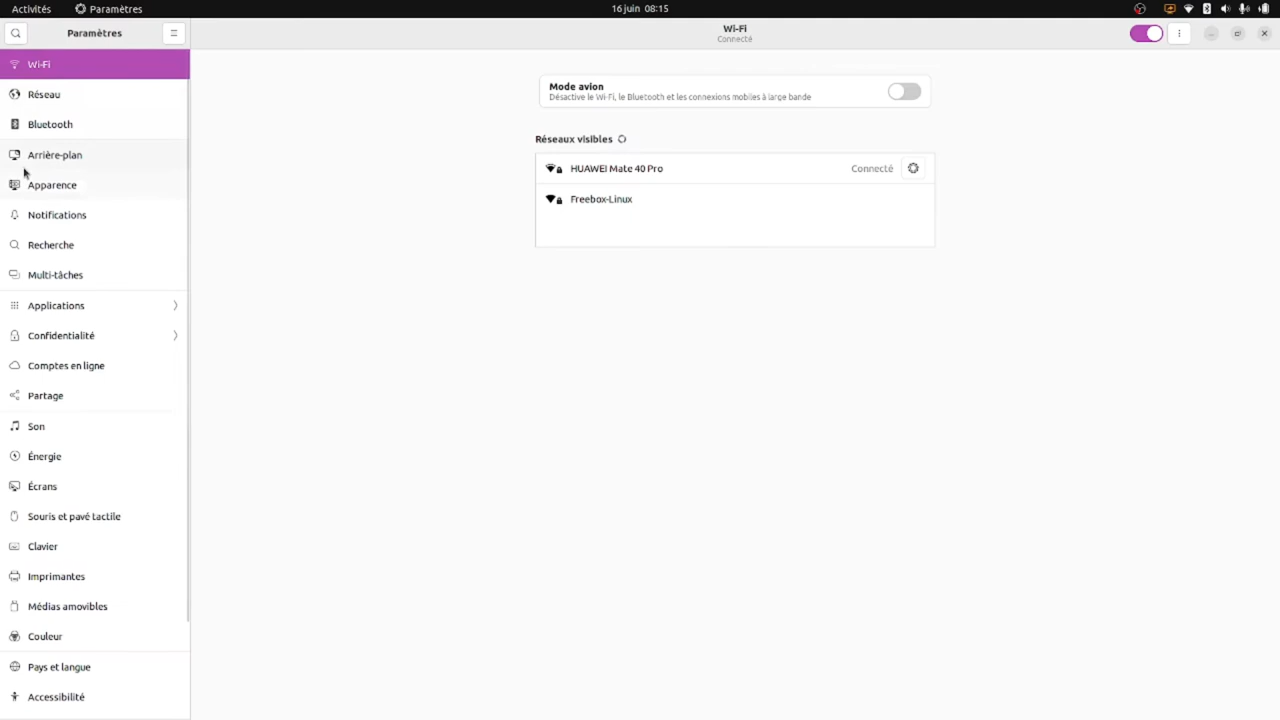 Activités
Paramètres
16 juin 08:15
Paramètres
Wi-Fi
Connecté
Wi-Fi
Réseau
Bluetooth
Arrière-plan
Apparence
Notifications
Recherche
Multi-tâches
Applications
Confidentialité
Comptes en ligne
Partage
Son
Énergie
Écrans
Souris et pavé tactile
Clavier
Imprimantes
Médias amovibles
Couleur
Pays et langue
Accessibilité
Mode avion
Désactive le Wi-Fi, le Bluetooth et les connexions mobiles à large bande
Réseaux visibles
HUAWEI Mate 40 Pro Connecté
Freebox-Linux